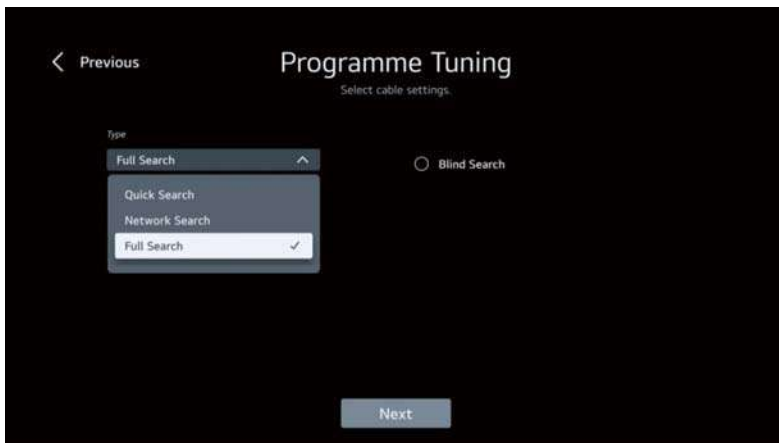 Previous
Programme Tuning
Select cable settings.
Type
Full Search
Blind Search
Quick Search
Network Search
Full Search
Next